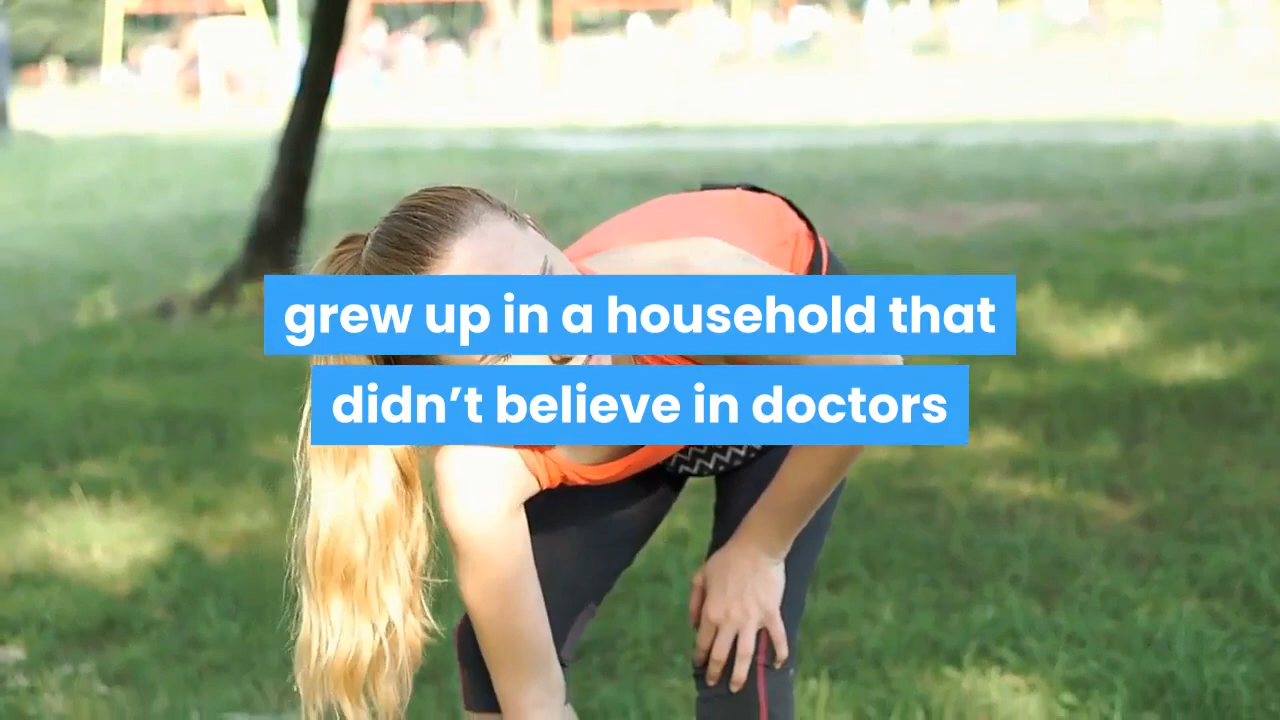 grew up in a household that
didn’t believe in doctors